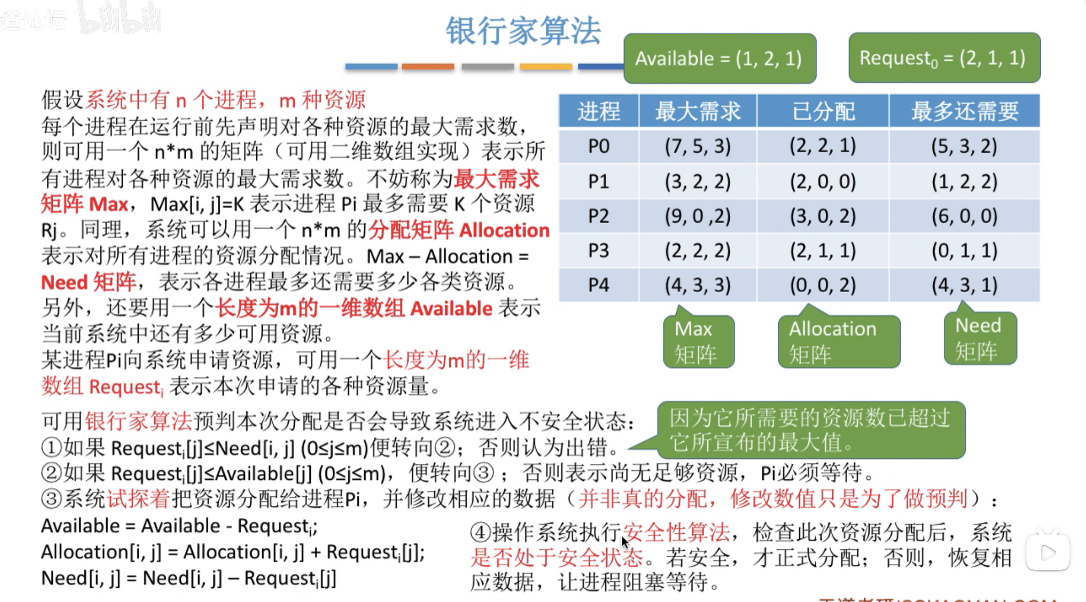 银行家算法
Available = (1, 2, 1)
Request₀ = (2, 1, 1)
假设系统中有 n 个进程，m 种资源
每个进程在运行前先声明对各种资源的最大需求数，
则可用一个 n*m 的矩阵（可用二维数组实现）表示所
有进程对各种资源的最大需求数。不妨称为最大需求
矩阵 Max，Max[i, j]=K 表示进程 Pi 最多需要 K 个资源
Rj。同理，系统可以用一个 n*m 的分配矩阵 Allocation
表示对所有进程的资源分配情况。Max – Allocation =
Need 矩阵，表示各进程最多还需要多少各类资源。
另外，还要用一个长度为m的一维数组 Available 表示
当前系统中还有多少可用资源。
某进程Pi向系统申请资源，可用一个长度为m的一维
数组 Requestᵢ 表示本次申请的各种资源量。
进程 最大需求 已分配 最多还需要
P0 (7, 5, 3) (2, 2, 1) (5, 3, 2)
P1 (3, 2, 2) (2, 0, 0) (1, 2, 2)
P2 (9, 0 ,2) (3, 0, 2) (6, 0, 0)
P3 (2, 2, 2) (2, 1, 1) (0, 1, 1)
P4 (4, 3, 3) (0, 0, 2) (4, 3, 1)
Max
矩阵
Allocation
矩阵
Need
矩阵
可用银行家算法预判本次分配是否会导致系统进入不安全状态：
①如果 Requestᵢ[j]≤Need[i, j] (0≤j≤m)便转向②；否则认为出错。
因为它所需要的资源数已超过
它所宣布的最大值。
②如果 Requestᵢ[j]≤Available[j] (0≤j≤m)，便转向③；否则表示尚无足够资源，Pi必须等待。
③系统试探着把资源分配给进程Pi，并修改相应的数据（并非真的分配，修改数值只是为了做预判）：
Available = Available - Requestᵢ;
Allocation[i, j] = Allocation[i, j] + Requestᵢ[j];
Need[i, j] = Need[i, j] – Requestᵢ[j]
④操作系统执行安全性算法，检查此次资源分配后，系统
是否处于安全状态。若安全，才正式分配；否则，恢复相
应数据，让进程阻塞等待。